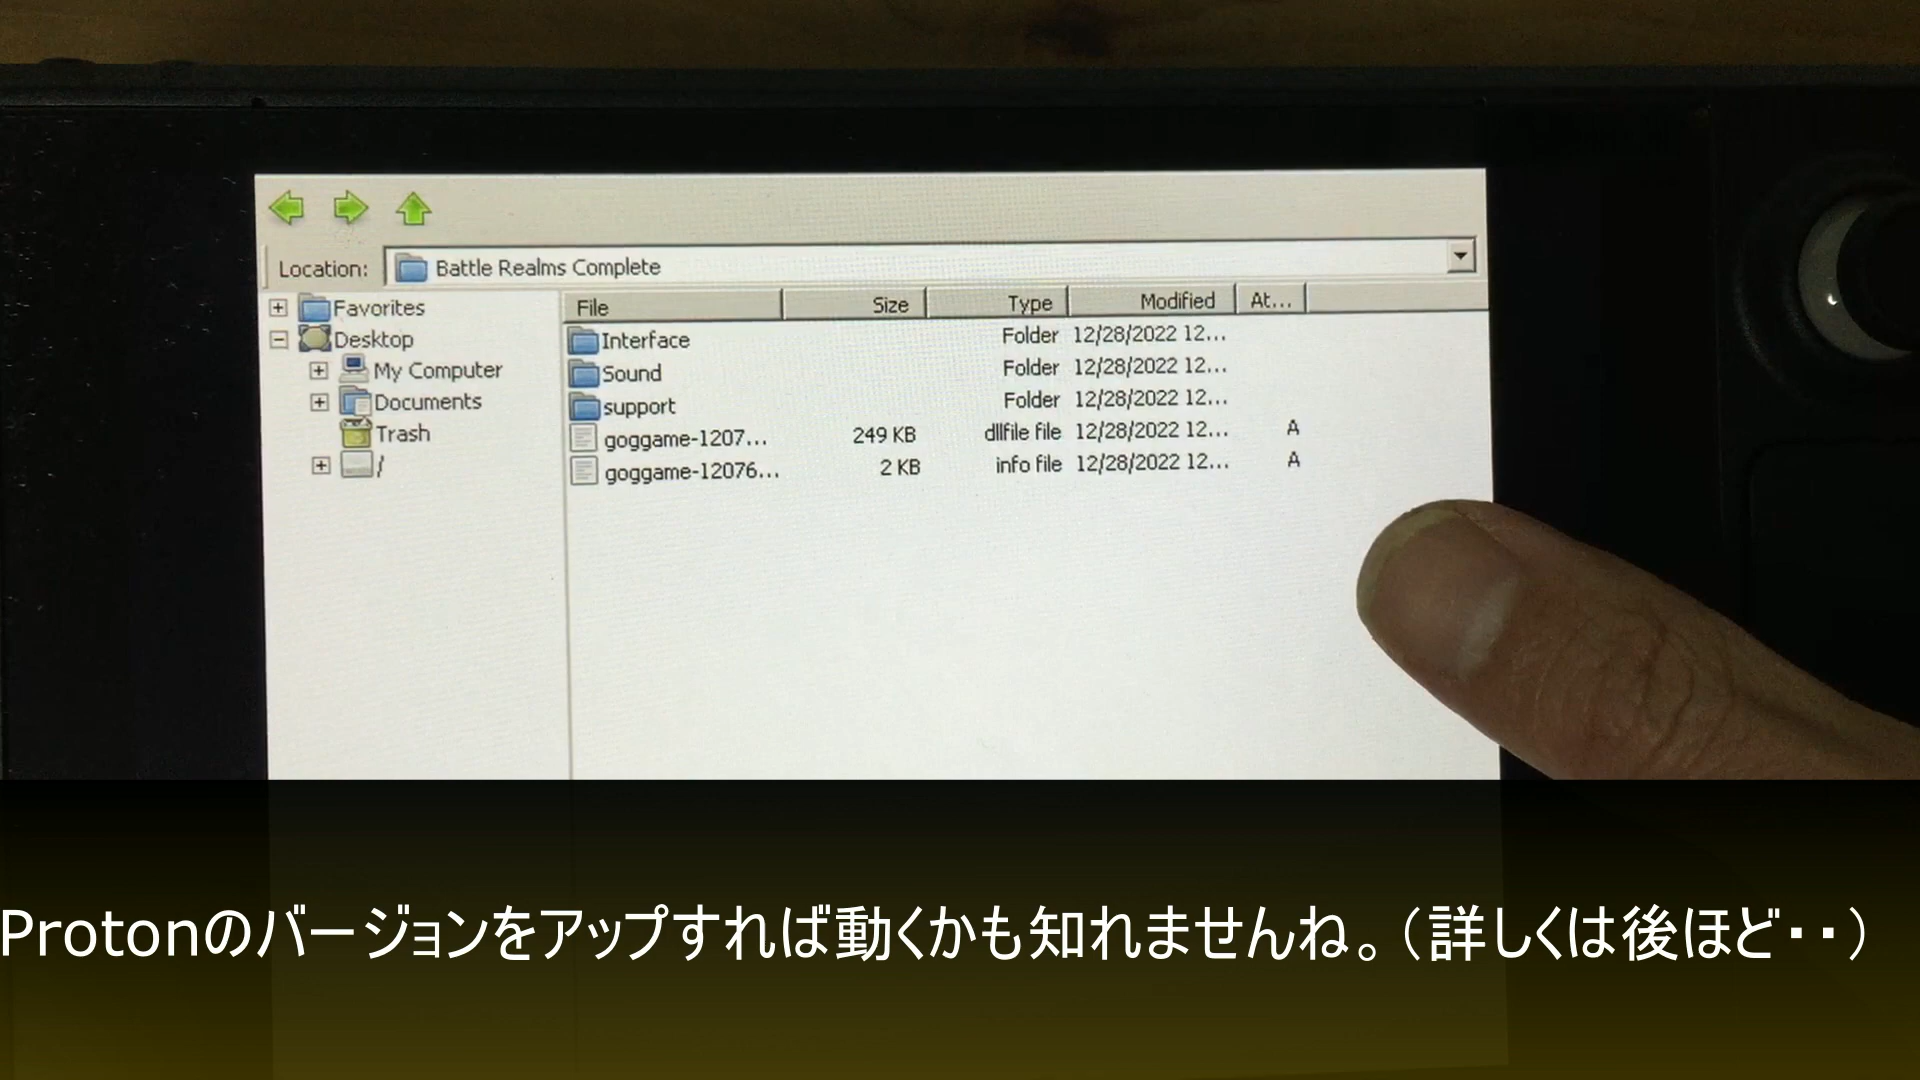 Location: Battle Realms Complete
Favorites
Desktop
My Computer
Documents
Trash
/
File Size Type Modified At...
Interface Folder 12/28/2022 12...
Sound Folder 12/28/2022 12...
support Folder 12/28/2022 12...
goggame-1207... 249 KB dllfile file 12/28/2022 12... A
goggame-12076... 2 KB info file 12/28/2022 12... A
Protonのバージョンをアップすれば動くかも知れませんね。（詳しくは後ほど・・）